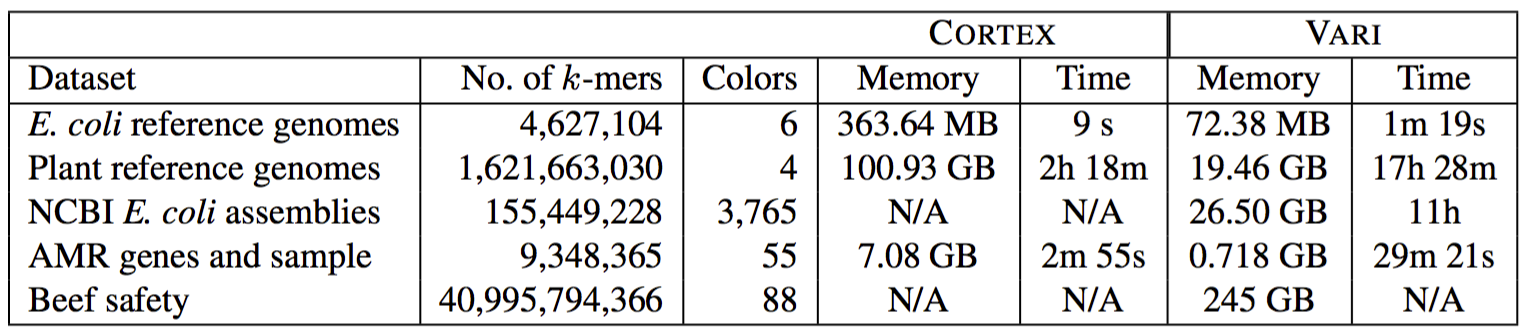 CORTEX VARI
Dataset No. of k-mers Colors Memory Time Memory Time
E. coli reference genomes 4,627,104 6 363.64 MB 9 s 72.38 MB 1m 19s
Plant reference genomes 1,621,663,030 4 100.93 GB 2h 18m 19.46 GB 17h 28m
NCBI E. coli assemblies 155,449,228 3,765 N/A N/A 26.50 GB 11h
AMR genes and sample 9,348,365 55 7.08 GB 2m 55s 0.718 GB 29m 21s
Beef safety 40,995,794,366 88 N/A N/A 245 GB N/A